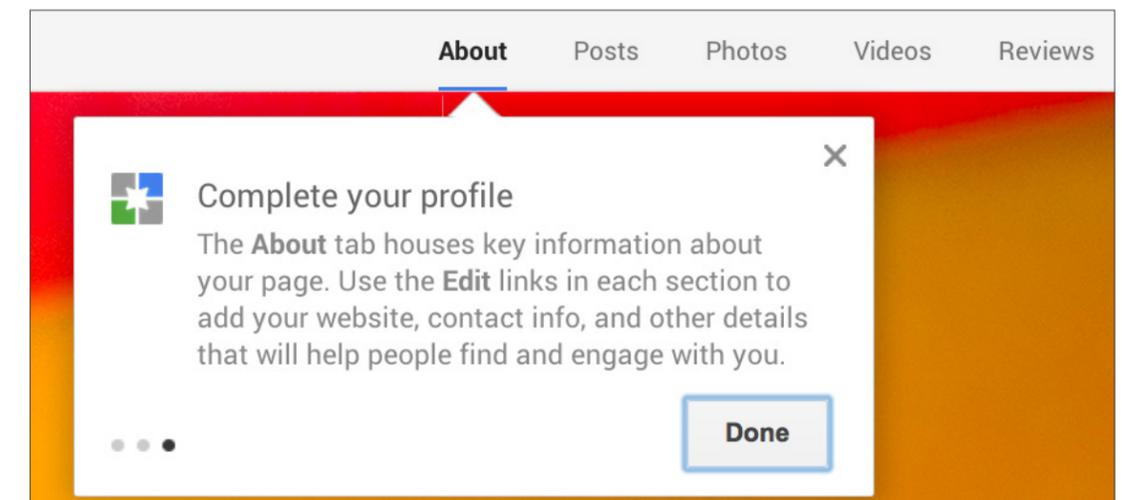 About Posts Photos Videos Reviews
Complete your profile
The About tab houses key information about
your page. Use the Edit links in each section to
add your website, contact info, and other details
that will help people find and engage with you.
Done